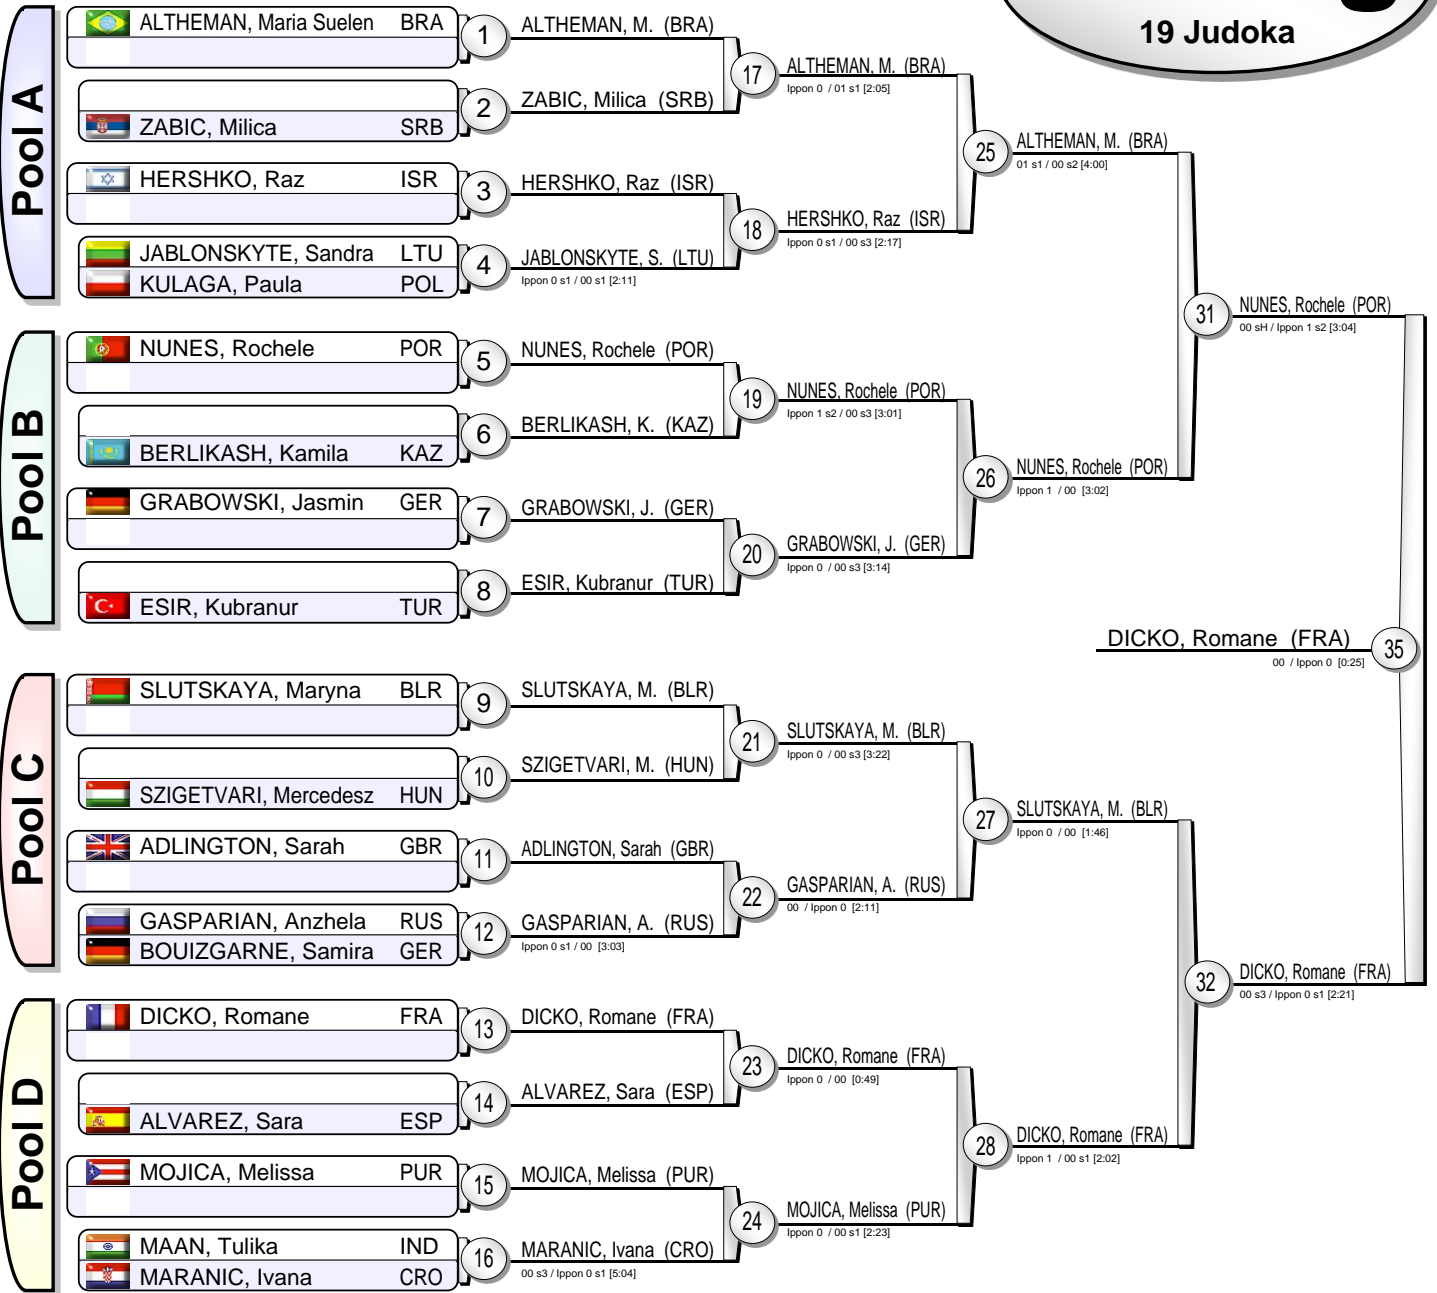 19 Judoka
Pool A
ALTHEMAN, Maria Suelen BRA
1
ALTHEMAN, M. (BRA)
ZABIC, Milica SRB
2
ZABIC, Milica (SRB)
17
ALTHEMAN, M. (BRA)
Ippon 0 / 01 s1 [2:05]
HERSHKO, Raz ISR
3
HERSHKO, Raz (ISR)
JABLONSKYTE, Sandra LTU
KULAGA, Paula POL
4
JABLONSKYTE, S. (LTU)
Ippon 0 s1 / 00 s1 [2:11]
18
HERSHKO, Raz (ISR)
Ippon 0 s1 / 00 s3 [2:17]
25
ALTHEMAN, M. (BRA)
01 s1 / 00 s2 [4:00]
Pool B
NUNES, Rochele POR
5
NUNES, Rochele (POR)
BERLIKASH, Kamila KAZ
6
BERLIKASH, K. (KAZ)
19
NUNES, Rochele (POR)
Ippon 1 s2 / 00 s3 [3:01]
GRABOWSKI, Jasmin GER
7
GRABOWSKI, J. (GER)
ESIR, Kubranur TUR
8
ESIR, Kubranur (TUR)
20
GRABOWSKI, J. (GER)
Ippon 0 / 00 s3 [3:14]
26
NUNES, Rochele (POR)
Ippon 1 / 00 [3:02]
31
NUNES, Rochele (POR)
00 sH / Ippon 1 s2 [3:04]
DICKO, Romane (FRA)
35
00 / Ippon 0 [0:25]
Pool C
SLUTSKAYA, Maryna BLR
9
SLUTSKAYA, M. (BLR)
SZIGETVARI, Mercedesz HUN
10
SZIGETVARI, M. (HUN)
21
SLUTSKAYA, M. (BLR)
Ippon 0 / 00 s3 [3:22]
ADLINGTON, Sarah GBR
11
ADLINGTON, Sarah (GBR)
GASPARIAN, Anzhela RUS
BOUIZGARNE, Samira GER
12
GASPARIAN, A. (RUS)
Ippon 0 s1 / 00 [3:03]
22
GASPARIAN, A. (RUS)
00 / Ippon 0 [2:11]
27
SLUTSKAYA, M. (BLR)
Ippon 0 / 00 [1:46]
Pool D
DICKO, Romane FRA
13
DICKO, Romane (FRA)
ALVAREZ, Sara ESP
14
ALVAREZ, Sara (ESP)
23
DICKO, Romane (FRA)
Ippon 0 / 00 [0:49]
MOJICA, Melissa PUR
15
MOJICA, Melissa (PUR)
MAAN, Tulika IND
MARANIC, Ivana CRO
16
MARANIC, Ivana (CRO)
00 s3 / Ippon 0 s1 [5:04]
24
MOJICA, Melissa (PUR)
Ippon 0 / 00 s1 [2:23]
28
DICKO, Romane (FRA)
Ippon 1 / 00 s1 [2:02]
32
DICKO, Romane (FRA)
00 s3 / Ippon 0 s1 [2:21]